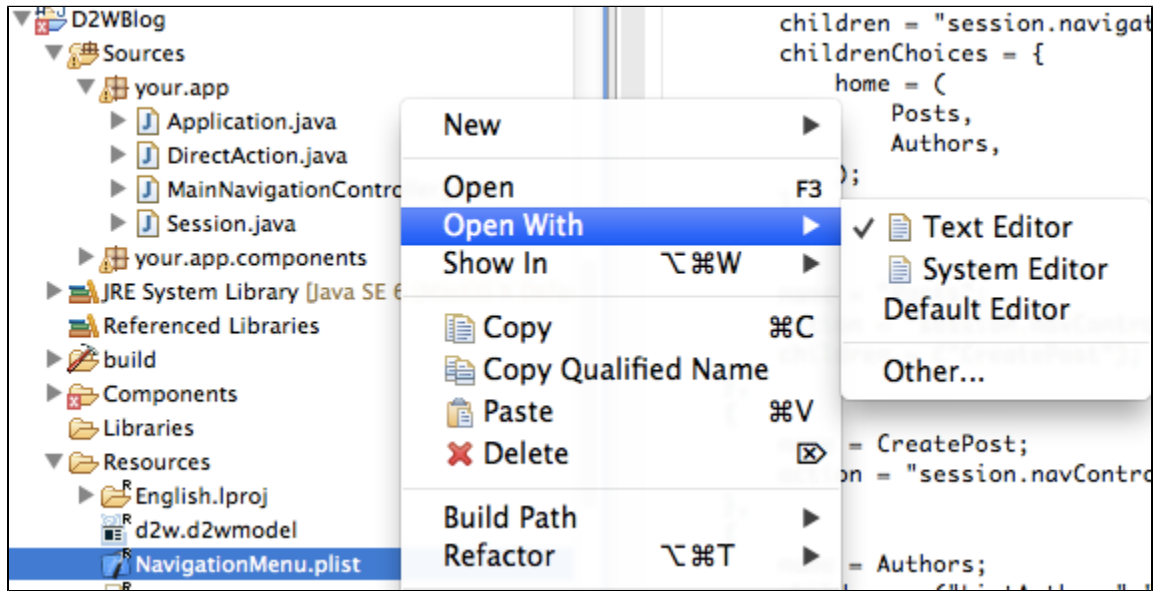 D2WBlog
Sources
your.app
Application.java
DirectAction.java
MainNavigationContro
Session.java
your.app.components
JRE System Library [Java SE 6
Referenced Libraries
build
Components
Libraries
Resources
English.lproj
d2w.d2wmodel
NavigationMenu.plist
New
Open F3
Open With
Show In ⌥⌘W
Copy ⌘C
Copy Qualified Name
Paste ⌘V
Delete ⌦
Build Path
Refactor ⌥⌘T
Text Editor
System Editor
Default Editor
Other...
children = "session.navigat
childrenChoices = {
home = (
Posts,
Authors,
);
= CreatePost;
= "session.navContro
= Authors;